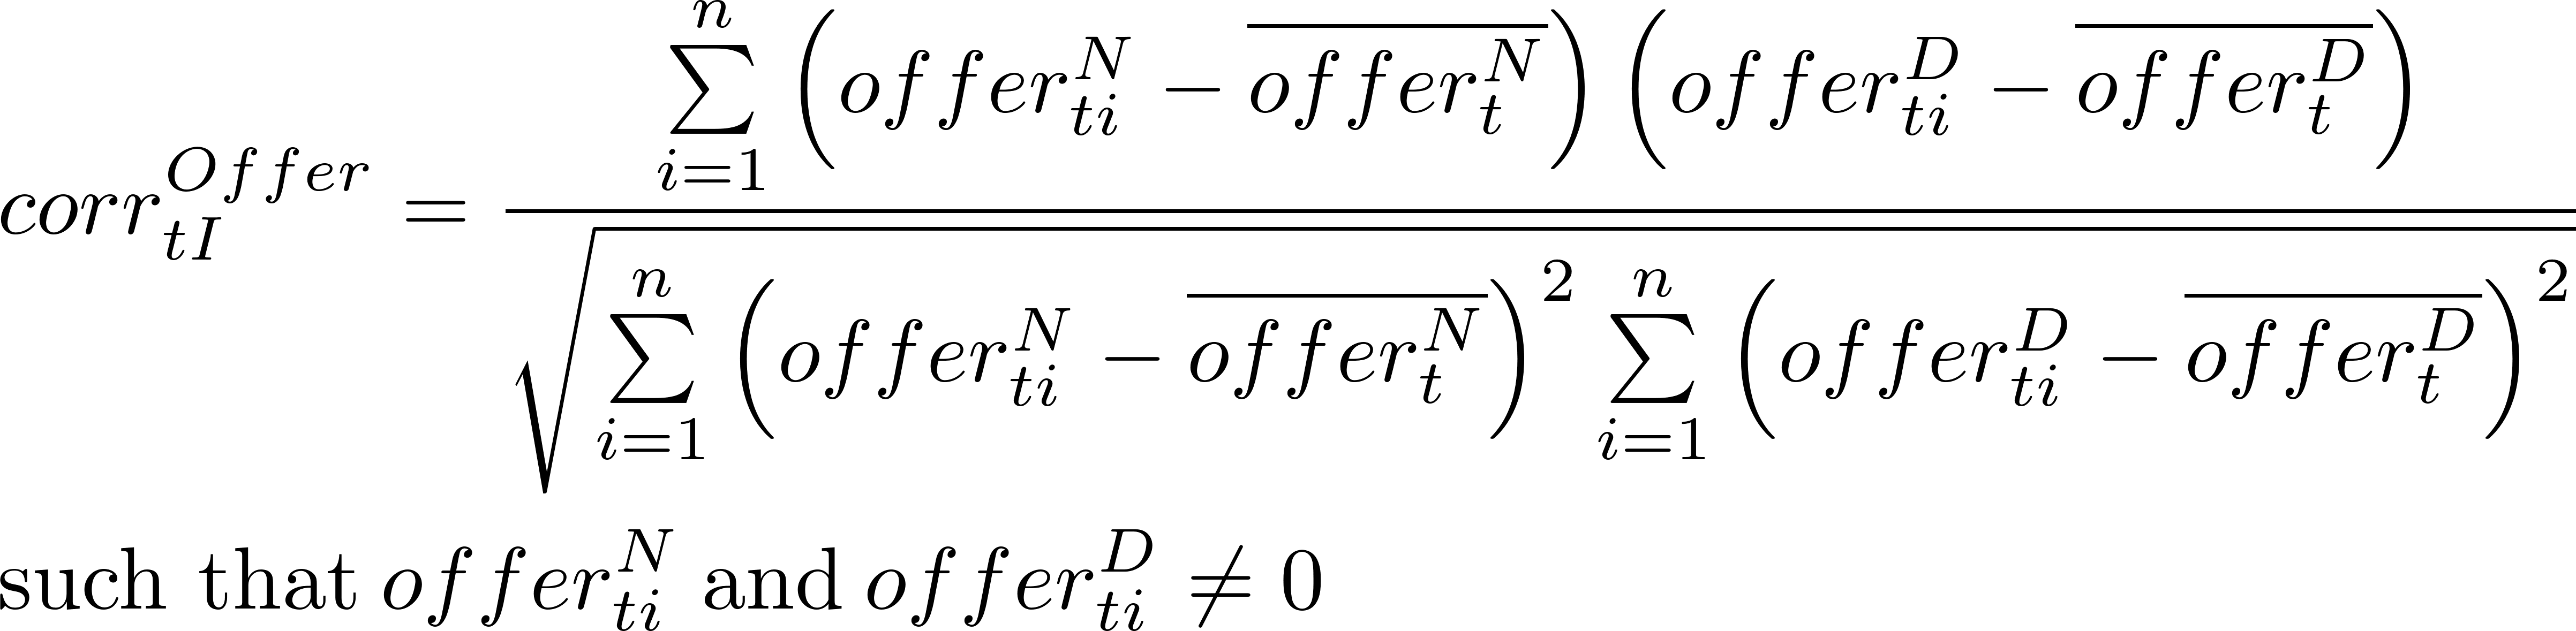 corr_{tI}^{Offer} = \frac{\sum_{i=1}^{n} \left( offer_{ti}^{N} - \overline{offer_{t}^{N}} \right) \left( offer_{ti}^{D} - \overline{offer_{t}^{D}} \right)}{\sqrt{\sum_{i=1}^{n} \left( offer_{ti}^{N} - \overline{offer_{t}^{N}} \right)^{2} \sum_{i=1}^{n} \left( offer_{ti}^{D} - \overline{offer_{t}^{D}} \right)^{2}}}
such that offer_{ti}^{N} and offer_{ti}^{D} ≠ 0